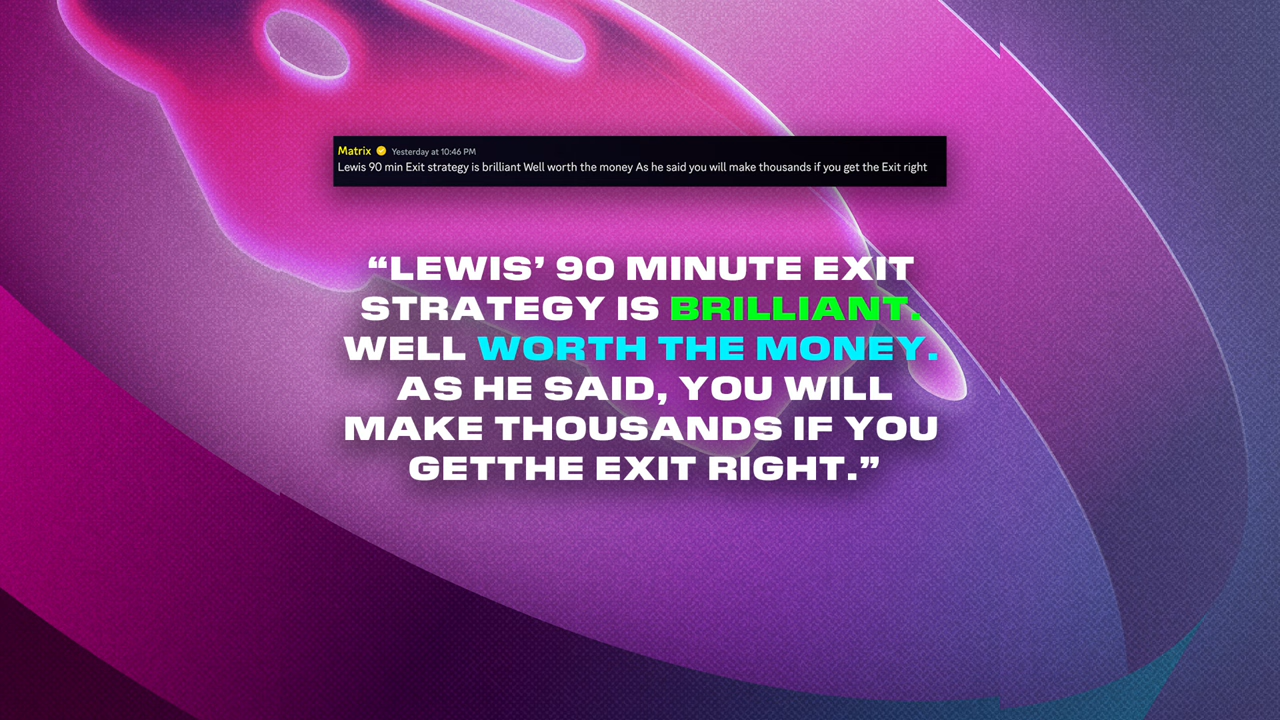 Matrix Yesterday at 10:46 PM
Lewis 90 min Exit strategy is brilliant Well worth the money As he said you will make thousands if you get the Exit right
“LEWIS’ 90 MINUTE EXIT
STRATEGY IS BRILLIANT.
WELL WORTH THE MONEY.
AS HE SAID, YOU WILL
MAKE THOUSANDS IF YOU
GETTHE EXIT RIGHT.”